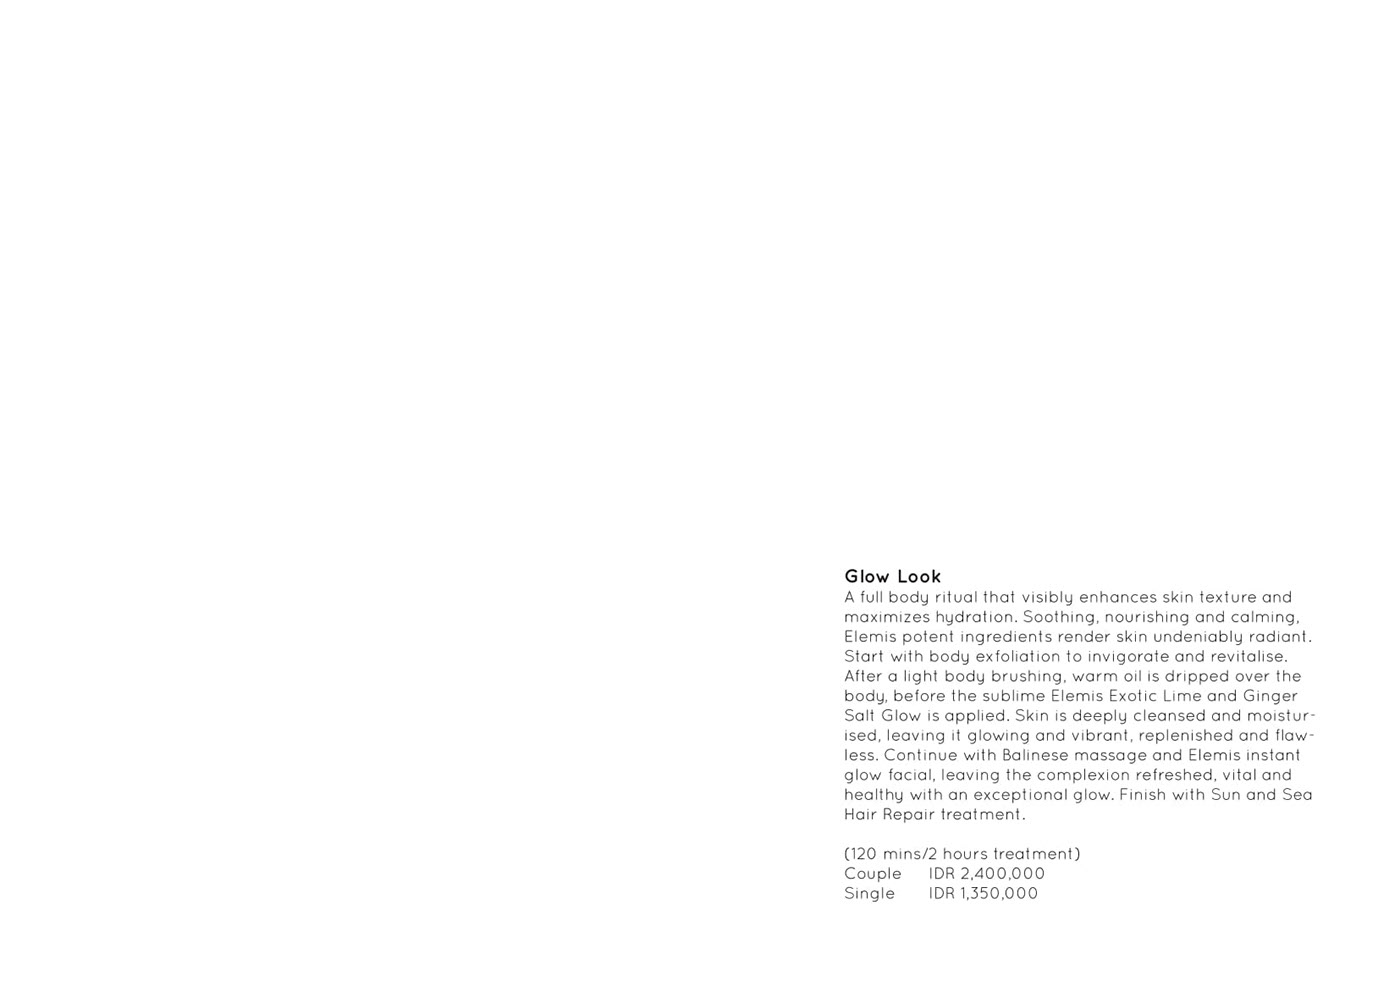 Glow Look
A full body ritual that visibly enhances skin texture and
maximizes hydration. Soothing, nourishing and calming,
Elemis potent ingredients render skin undeniably radiant.
Start with body exfoliation to invigorate and revitalise.
After a light body brushing, warm oil is dripped over the
body, before the sublime Elemis Exotic Lime and Ginger
Salt Glow is applied. Skin is deeply cleansed and moistur-
ised, leaving it glowing and vibrant, replenished and flaw-
less. Continue with Balinese massage and Elemis instant
glow facial, leaving the complexion refreshed, vital and
healthy with an exceptional glow. Finish with Sun and Sea
Hair Repair treatment.
(120 mins/2 hours treatment)
Couple IDR 2,400,000
Single IDR 1,350,000